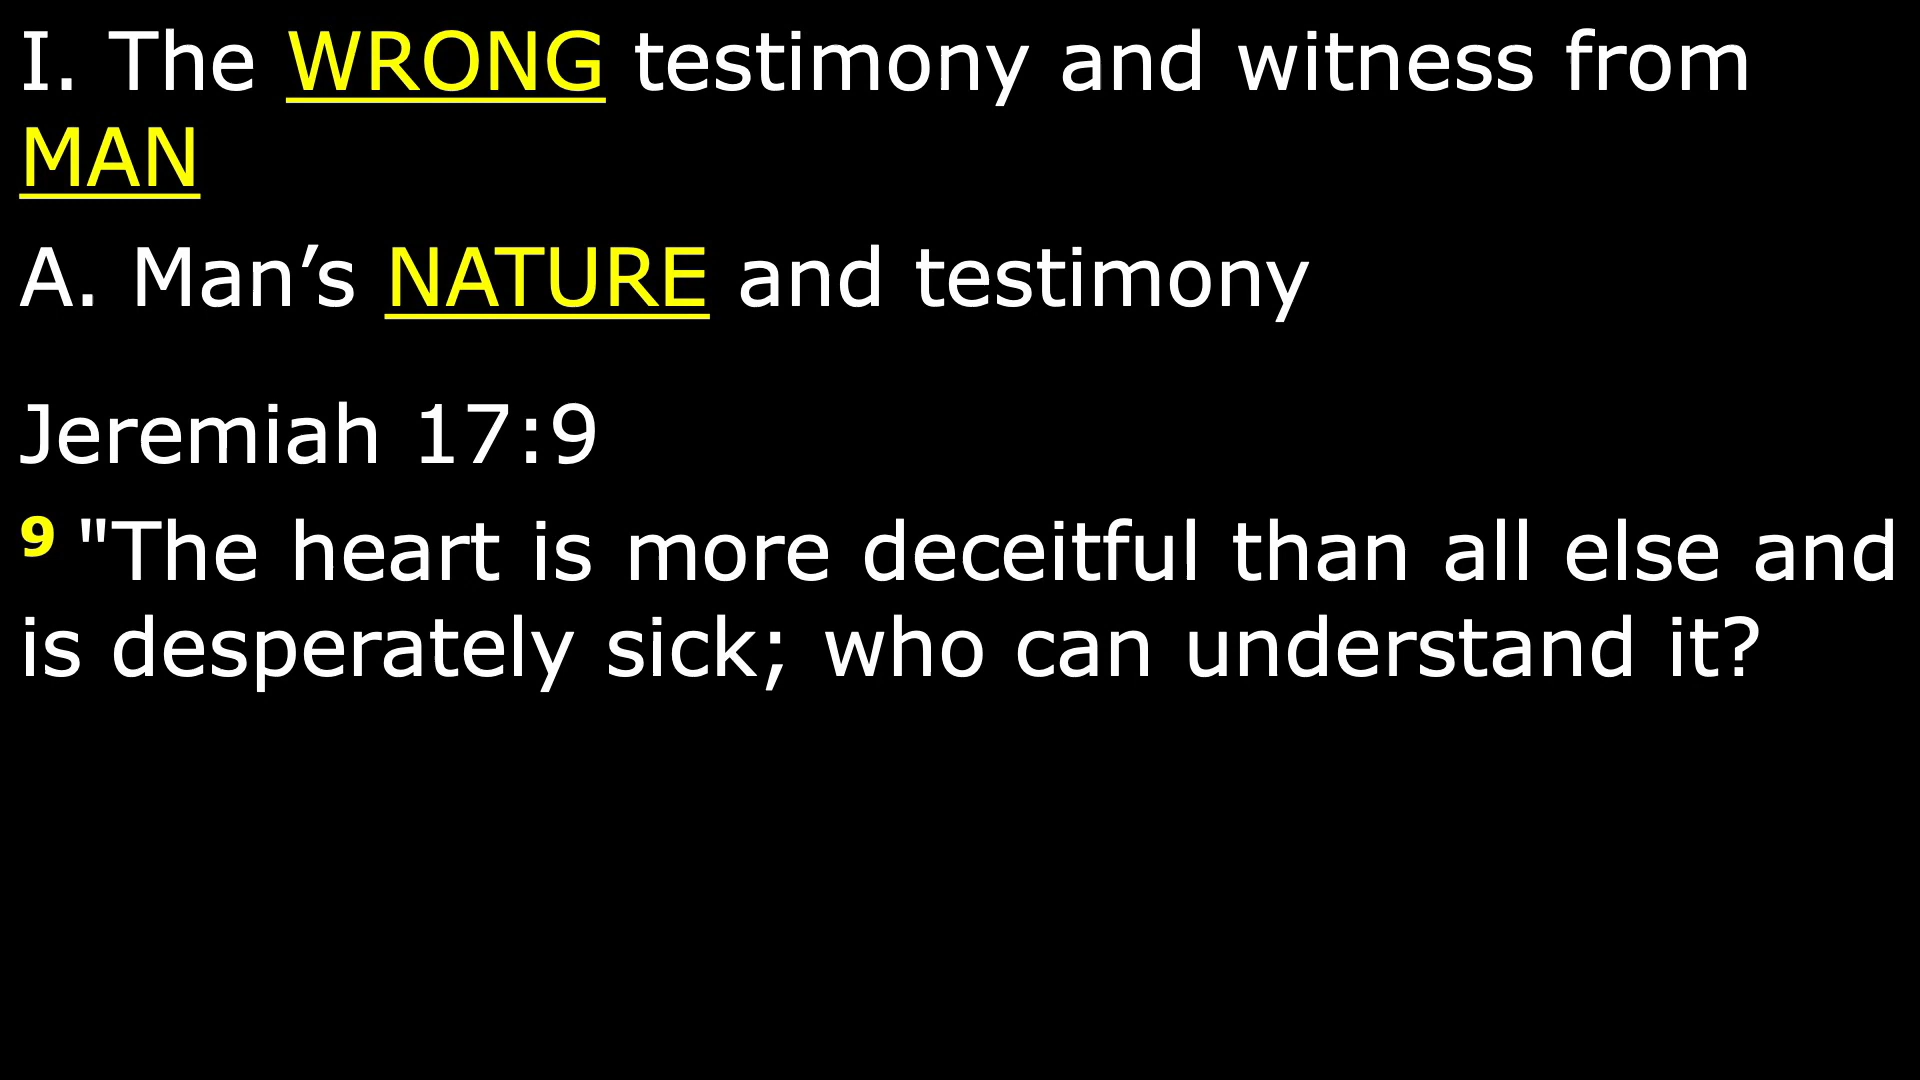 I. The WRONG testimony and witness from
MAN
A. Man’s NATURE and testimony
Jeremiah 17:9
9 "The heart is more deceitful than all else and
is desperately sick; who can understand it?